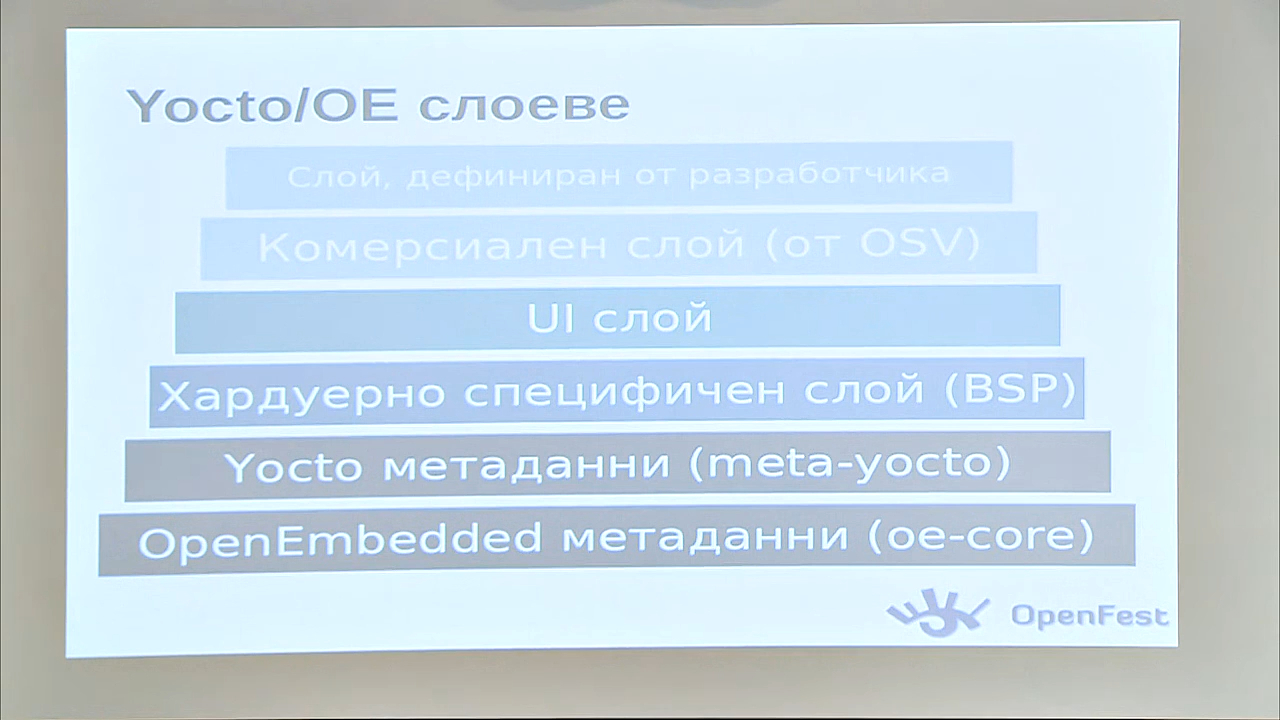 Yocto/OE слоеве
Слой, дефиниран от разработчика
Комерсиален слой (от OSV)
UI слой
Хардуерно специфичен слой (BSP)
Yocto метаданни (meta-yocto)
OpenEmbedded метаданни (oe-core)
OpenFest